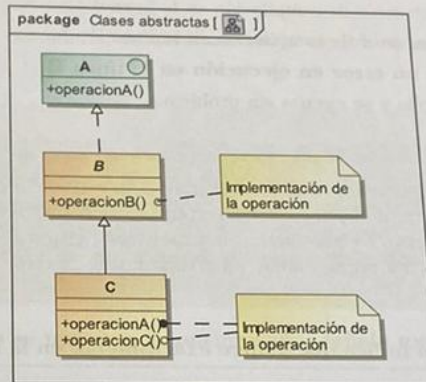 package Clases abstractas [ ]
A
+operacionA()
B
+operacionB()
Implementación de
la operación
C
+operacionA()
+operacionC()
Implementación de
la operación